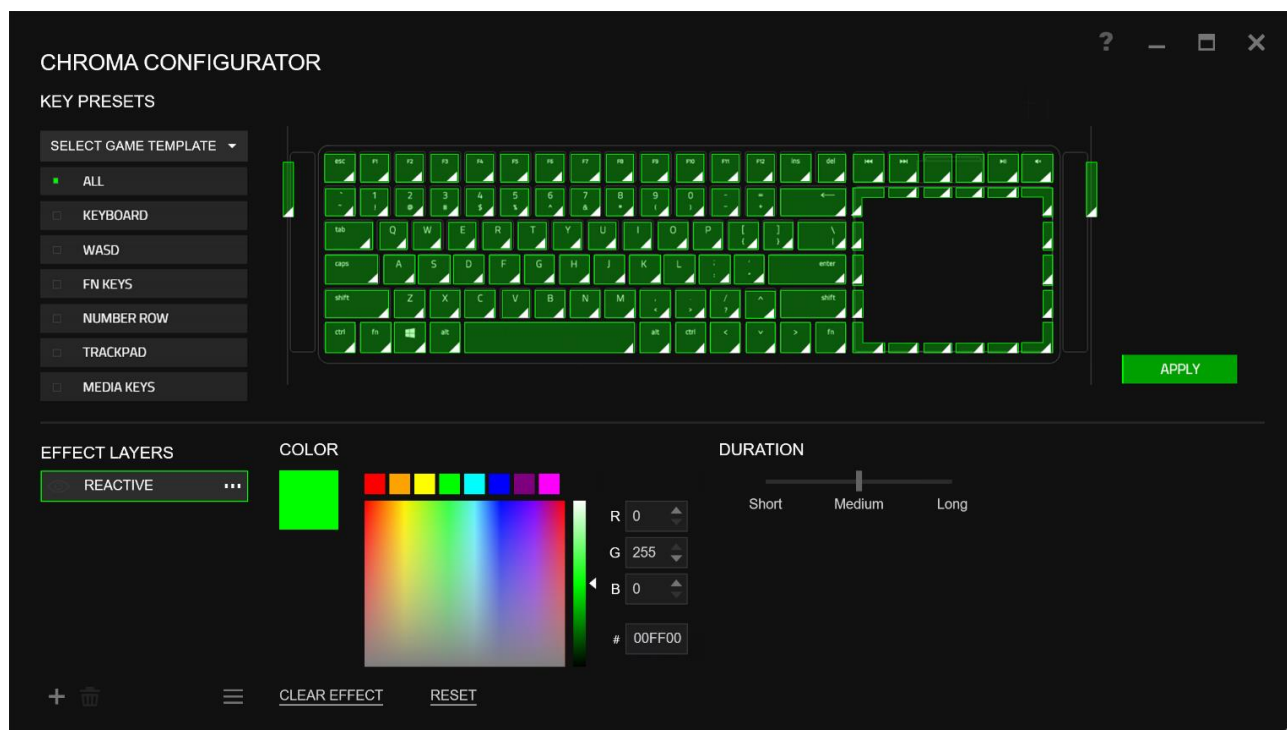 ?
CHROMA CONFIGURATOR
KEY PRESETS
SELECT GAME TEMPLATE
ALL
KEYBOARD
WASD
FN KEYS
NUMBER ROW
TRACKPAD
MEDIA KEYS
esc F1 F2 F3 F4 F5 F6 F7 F8 F9 F10 F11 F12 ins del
1 2 3 4 5 6 7 8 9 0
tab Q W E R T Y U I O P [ ] \
caps A S D F G H J K L ; enter
shift Z X C V B N M , . / ^ shift
ctrl fn alt alt ctrl < > fn
APPLY
EFFECT LAYERS
REACTIVE
COLOR
R 0
G 255
B 0
# 00FF00
DURATION
Short Medium Long
CLEAR EFFECT RESET